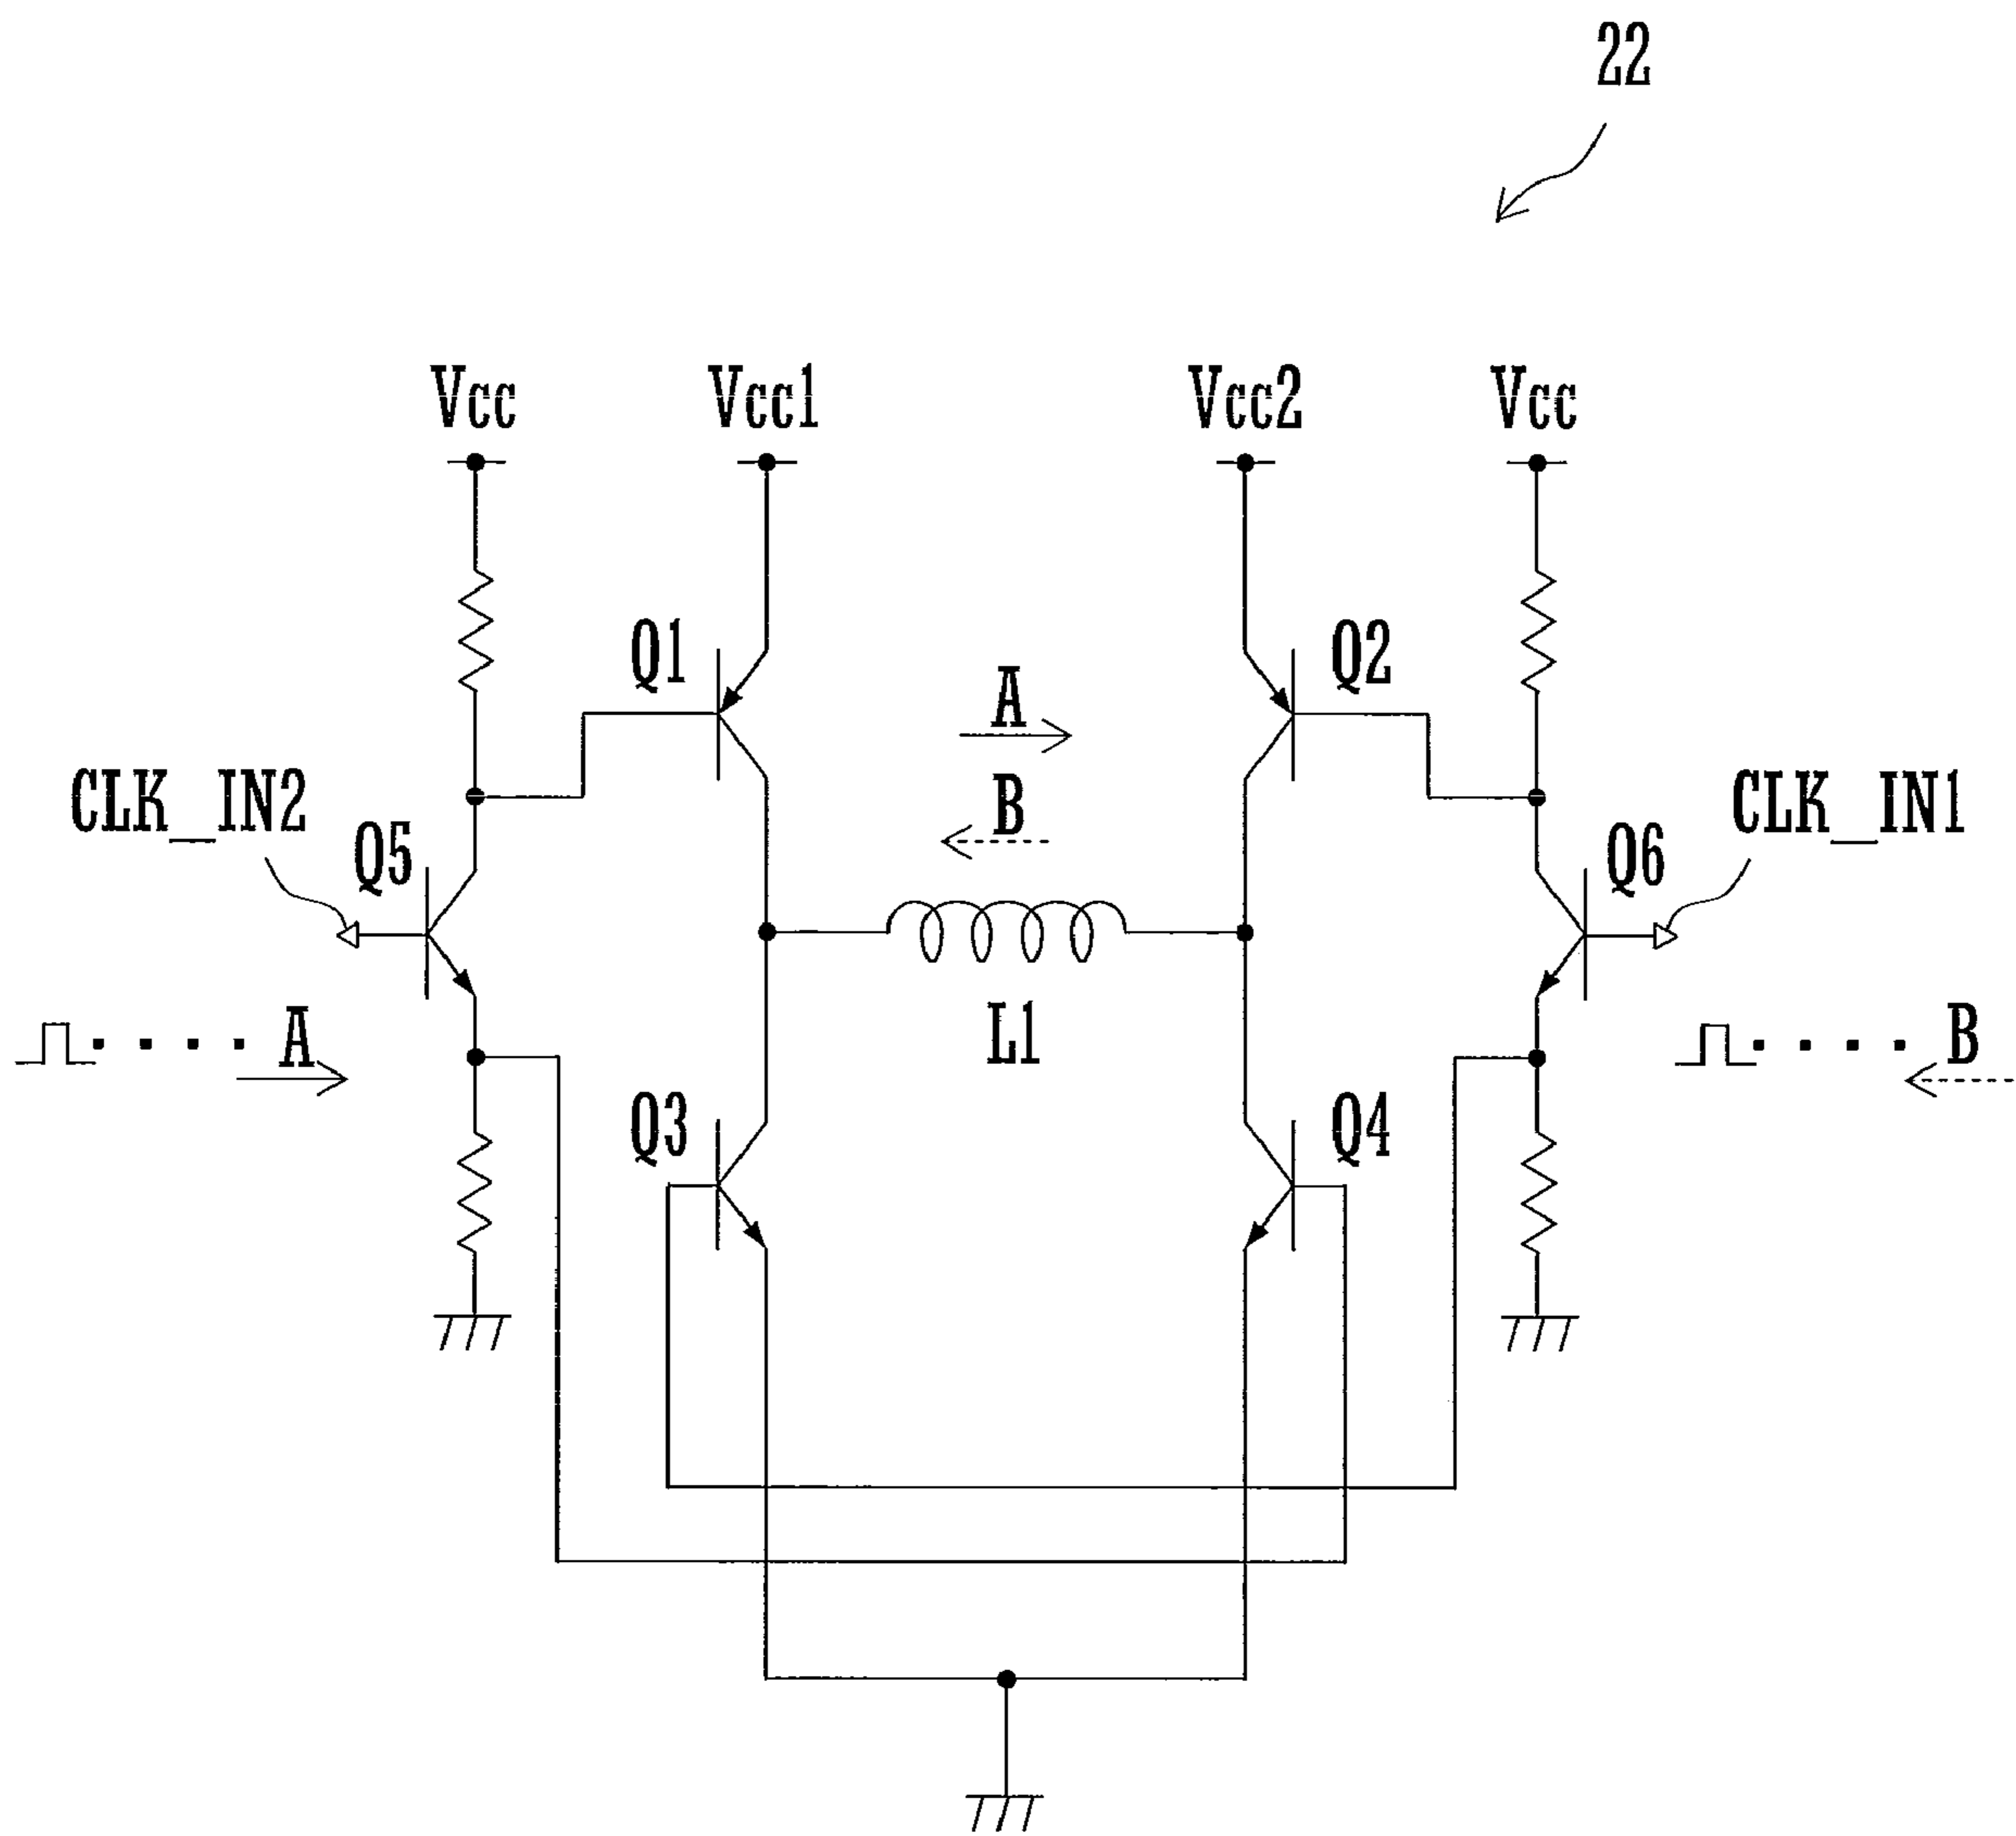 22
Vcc Vcc1 Vcc2 Vcc
Q1 A Q2
B
CLK_IN2 Q5 Q6 CLK_IN1
A L1 B
Q3 Q4